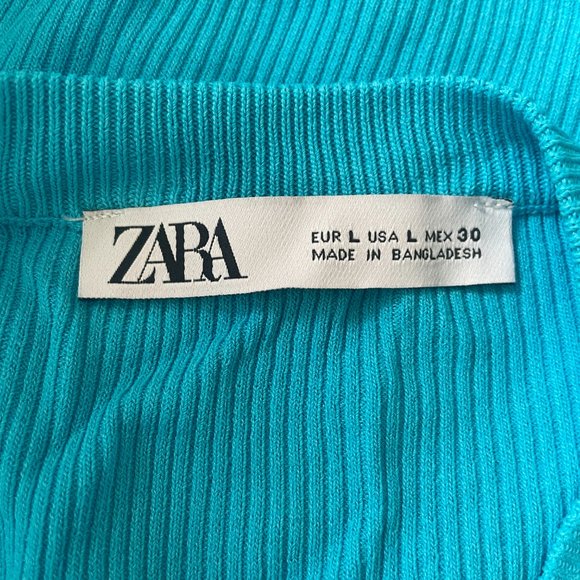 ZARA
EUR L USA L MEX 30
MADE IN BANGLADESH